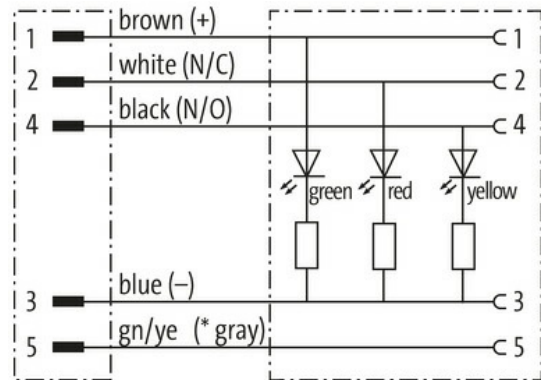 1 brown (+) 1
2 white (N/C) 2
4 black (N/O) 4
green red yellow
3 blue (–) 3
5 gn/ye (* gray) 5